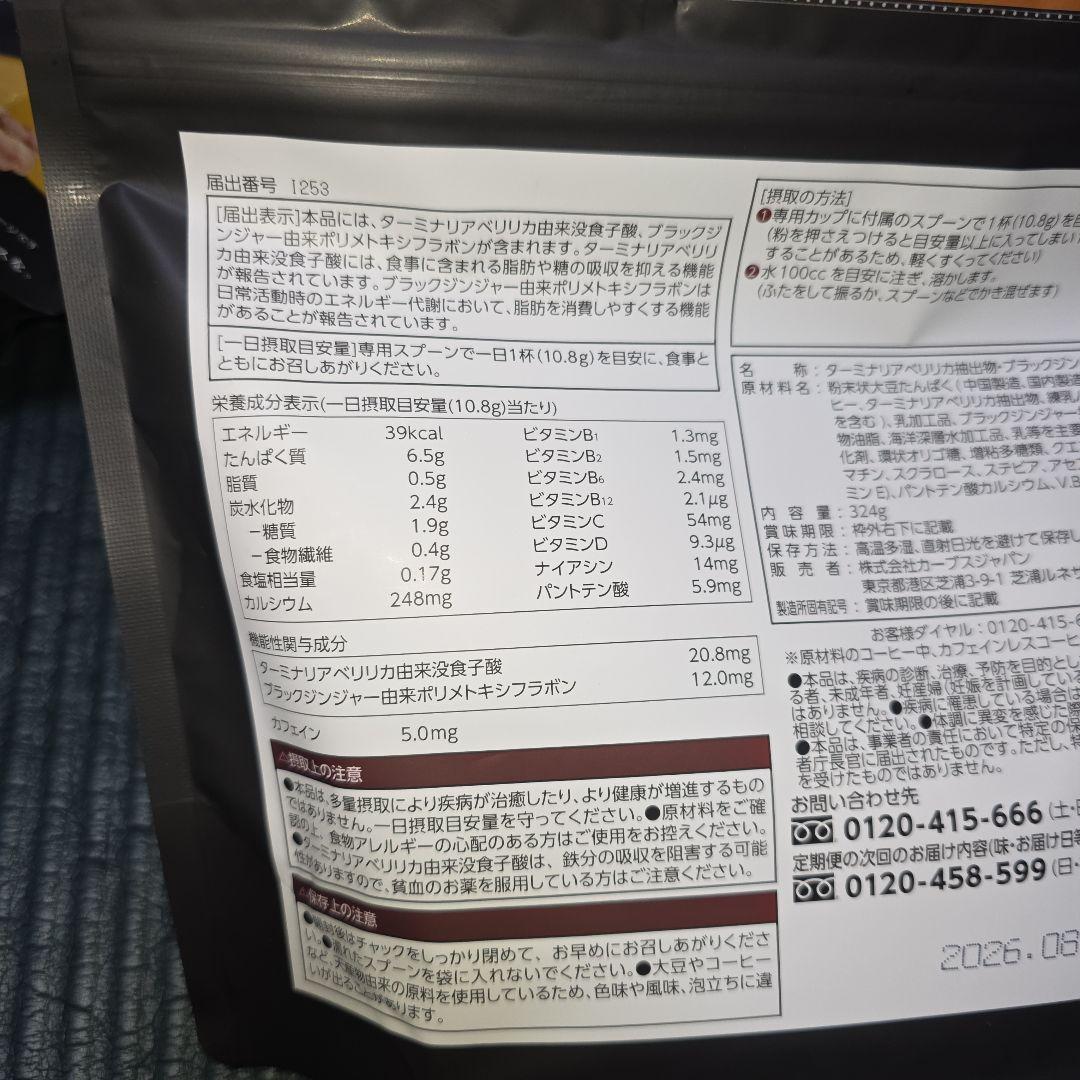 届出番号 I253
[届出表示]本品には、ターミナリアベリリカ由来没食子酸、ブラックジ
ンジャー由来ポリメトキシフラボンが含まれます。ターミナリアベリリ
カ由来没食子酸には、食事に含まれる脂肪や糖の吸収を抑える機能
が報告されています。ブラックジンジャー由来ポリメトキシフラボンは
日常活動時のエネルギー代謝において、脂肪を消費しやすくする機能
があることが報告されています。
[一日摂取目安量]専用スプーンで一日1杯(10.8g)を目安に、食事と
ともにお召しあがりください。
栄養成分表示(一日摂取目安量(10.8g)当たり)
エネルギー 39kcal ビタミンB1 1.3mg
たんぱく質 6.5g ビタミンB2 1.5mg
脂質 0.5g ビタミンB6 2.4mg
炭水化物 2.4g ビタミンB12 2.1μg
－糖質 1.9g ビタミンC 54mg
－食物繊維 0.4g ビタミンD 9.3μg
食塩相当量 0.17g ナイアシン 14mg
カルシウム 248mg パントテン酸 5.9mg
機能性関与成分
ターミナリアベリリカ由来没食子酸 20.8mg
ブラックジンジャー由来ポリメトキシフラボン 12.0mg
カフェイン 5.0mg
⚠摂取上の注意
●本品は、多量摂取により疾病が治癒したり、より健康が増進するもの
ではありません。一日摂取目安量を守ってください。●原材料をご確
認の上、食物アレルギーの心配のある方はご使用をお控えください。
●ターミナリアベリリカ由来没食子酸は、鉄分の吸収を阻害する可能
性がありますので、貧血のお薬を服用している方はご注意ください。
⚠保存上の注意
●開封後はチャックをしっかり閉めて、お早めにお召しあがりくださ
い。●濡れたスプーンを袋に入れないでください。●大豆やコーヒー
など、天産物由来の原料を使用しているため、色味や風味、泡立ちに違
いが出ることがあります。
[摂取の方法]
❶専用カップに付属のスプーンで1杯(10.8g)を
(粉を押さえつけると目安量以上に入ってしまい
することがあるため、軽くすくってください)
❷水100ccを目安に注ぎ、溶かします。
(ふたをして振るか、スプーンなどでかき混ぜます)
名 称：ターミナリアベリリカ抽出物・ブラックジン
原材料名：粉末状大豆たんぱく(中国製造、国内製造
ヒー、ターミナリアベリリカ抽出物、練乳
を含む)、乳加工品、ブラックジンジャー
物油脂、海洋深層水加工品、乳等を主要
化剤、環状オリゴ糖、増粘多糖類、クエ
マチン、スクラロース、ステビア、アセ
ミンE)、パントテン酸カルシウム、V.B
内容量：324g
賞味期限：枠外右下に記載
保存方法：高温多湿、直射日光を避けて保存し
販売者：株式会社カーブスジャパン
東京都港区芝浦3-9-1 芝浦ルネサ
製造所固有記号：賞味期限の後に記載
お客様ダイヤル：0120-415-6
※原材料のコーヒー中、カフェインレスコーヒ
●本品は、疾病の診断、治療、予防を目的とし
る者、未成年者、妊産婦(妊娠を計画している
はありません。●疾病に罹患している場合は
相談してください。●体調に異変を感じた際
●本品は、事業者の責任において特定の保
者庁長官に届出されたものです。ただし、特
を受けたものではありません。
お問い合わせ先
0120-415-666 (土・日
定期便の次回のお届け内容(味・お届け日等
0120-458-599 (日・
2026.08